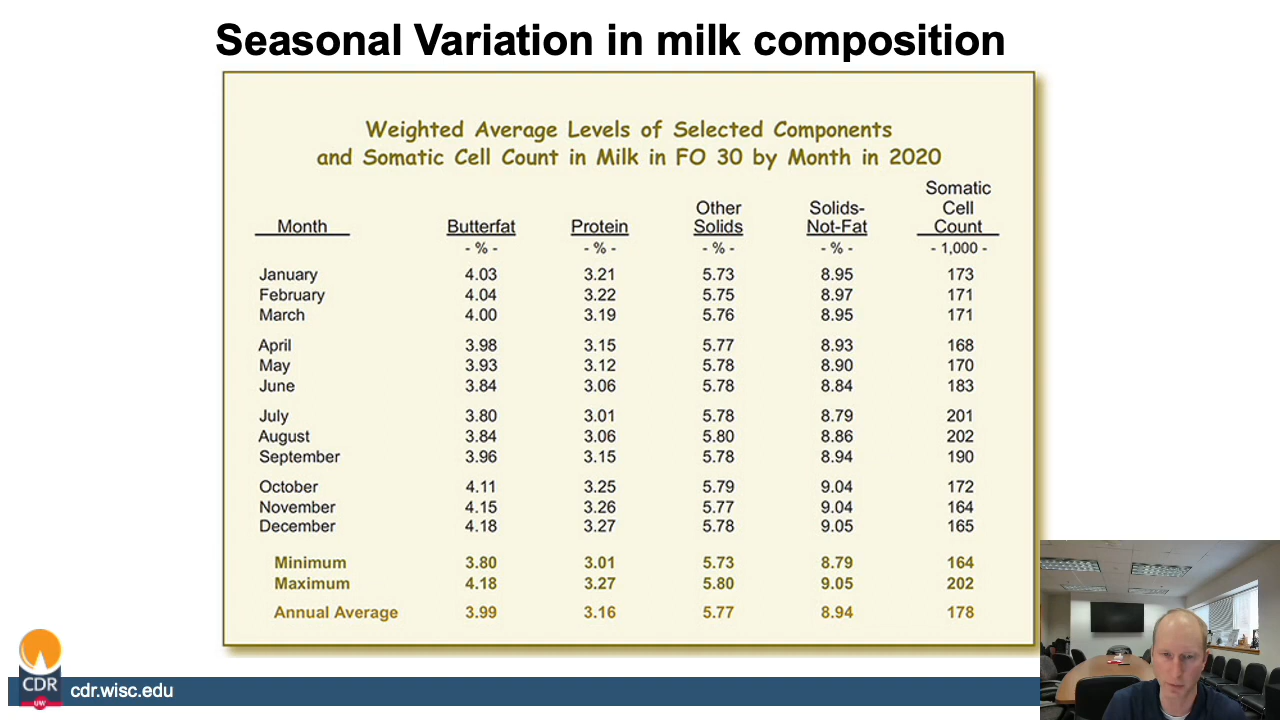 Seasonal Variation in milk composition
Weighted Average Levels of Selected Components
and Somatic Cell Count in Milk in FO 30 by Month in 2020
Month Butterfat Protein Other Solids Solids-Not-Fat Somatic Cell Count
- % - - % - - % - - % - - 1,000 -
January 4.03 3.21 5.73 8.95 173
February 4.04 3.22 5.75 8.97 171
March 4.00 3.19 5.76 8.95 171
April 3.98 3.15 5.77 8.93 168
May 3.93 3.12 5.78 8.90 170
June 3.84 3.06 5.78 8.84 183
July 3.80 3.01 5.78 8.79 201
August 3.84 3.06 5.80 8.86 202
September 3.96 3.15 5.78 8.94 190
October 4.11 3.25 5.79 9.04 172
November 4.15 3.26 5.77 9.04 164
December 4.18 3.27 5.78 9.05 165
Minimum 3.80 3.01 5.73 8.79 164
Maximum 4.18 3.27 5.80 9.05 202
Annual Average 3.99 3.16 5.77 8.94 178
CDR
UW
cdr.wisc.edu